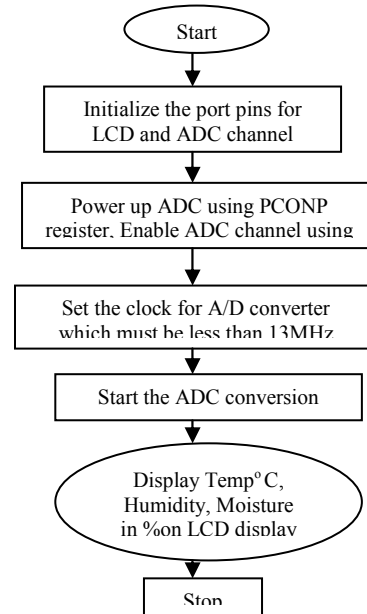 Start
Initialize the port pins for
LCD and ADC channel
Power up ADC using PCONP
register. Enable ADC channel using
Set the clock for A/D converter
which must be less than 13MHz
Start the ADC conversion
Display Temp° C,
Humidity, Moisture
in %on LCD display
Stop